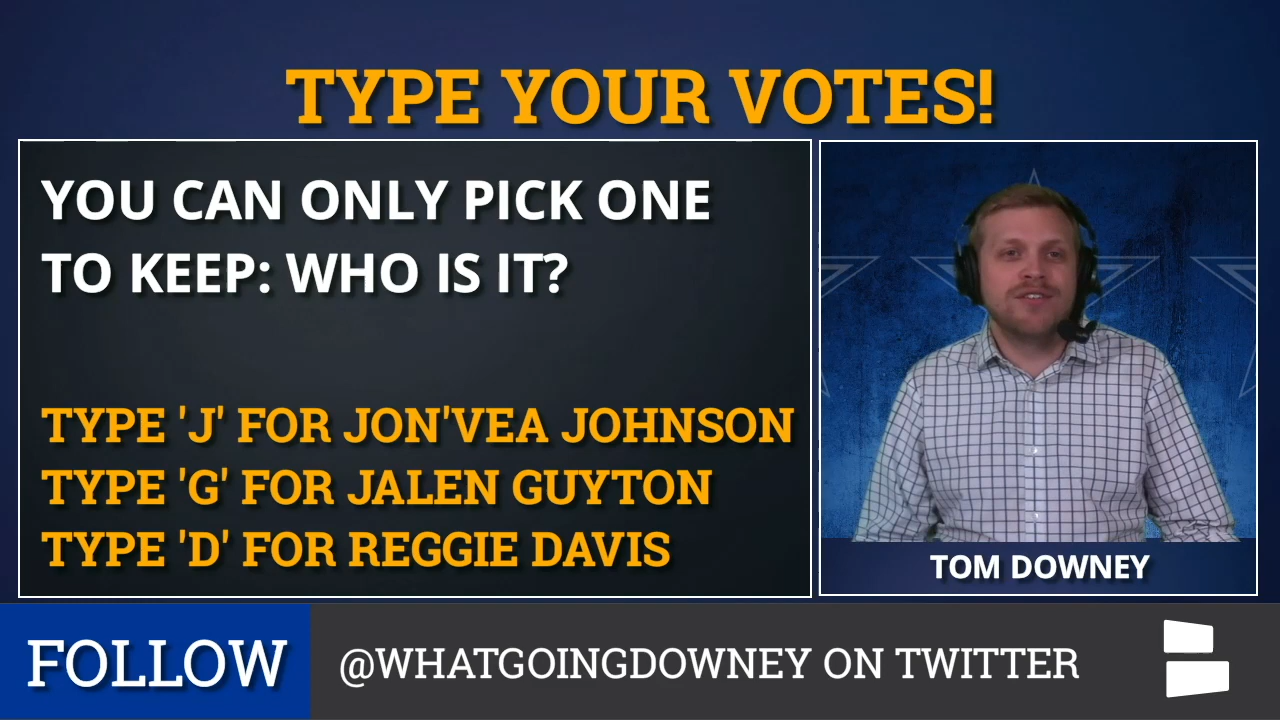 TYPE YOUR VOTES!
YOU CAN ONLY PICK ONE
TO KEEP: WHO IS IT?
TYPE 'J' FOR JON'VEA JOHNSON
TYPE 'G' FOR JALEN GUYTON
TYPE 'D' FOR REGGIE DAVIS
TOM DOWNEY
FOLLOW
@WHATGOINGDOWNEY ON TWITTER